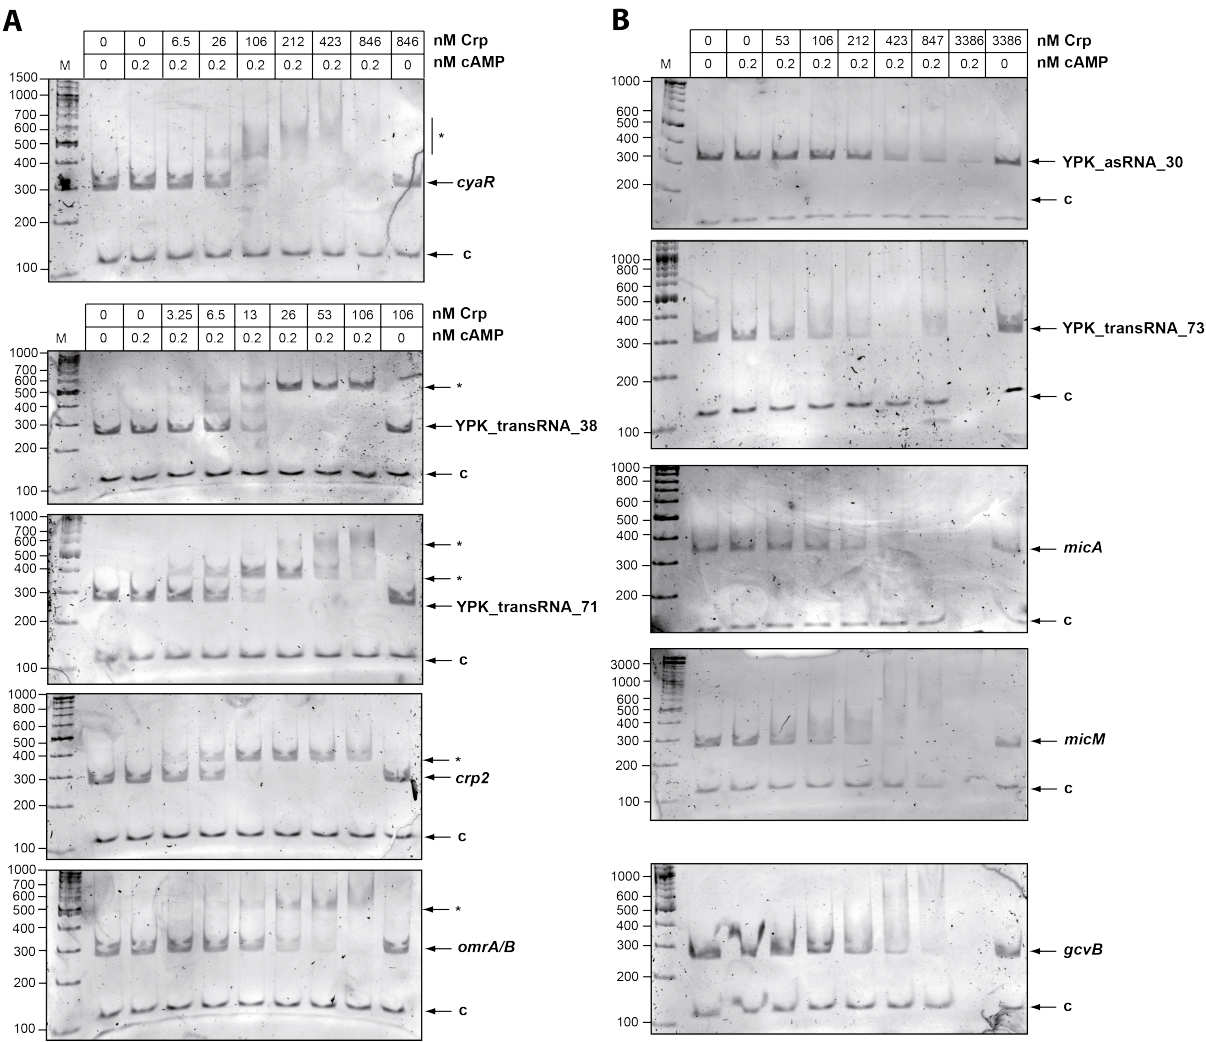 A
0 0 6.5 26 106 212 423 846 846 nM Crp
M 0 0.2 0.2 0.2 0.2 0.2 0.2 0.2 0 nM cAMP
1500
1000
700
600
500
400
300
200
100
*
cyaR
c
0 0 3.25 6.5 13 26 53 106 106 nM Crp
M 0 0.2 0.2 0.2 0.2 0.2 0.2 0.2 0 nM cAMP
1000
700
600
500
400
300
200
100
*
YPK_transRNA_38
c
1000
700
600
500
400
300
200
100
*
*
YPK_transRNA_71
c
1000
800
600
500
400
300
200
100
*
crp2
c
1000
700
600
500
400
300
200
100
*
omrA/B
c
B
0 0 53 106 212 423 847 3386 3386 nM Crp
M 0 0.2 0.2 0.2 0.2 0.2 0.2 0.2 0 nM cAMP
1000
600
500
400
300
200
YPK_asRNA_30
c
1000
800
600
500
400
300
200
100
YPK_transRNA_73
c
1000
800
600
500
400
300
200
micA
c
3000
1000
600
500
400
300
200
100
micM
c
1000
600
500
400
300
200
100
gcvB
c